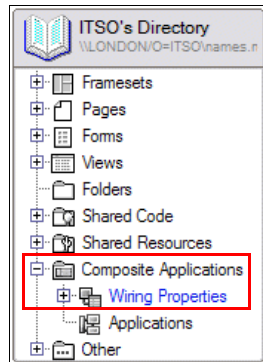 ITSO's Directory
\\LONDON/O=ITSO\names.n
Framesets
Pages
Forms
Views
Folders
Shared Code
Shared Resources
Composite Applications
Wiring Properties
Applications
Other